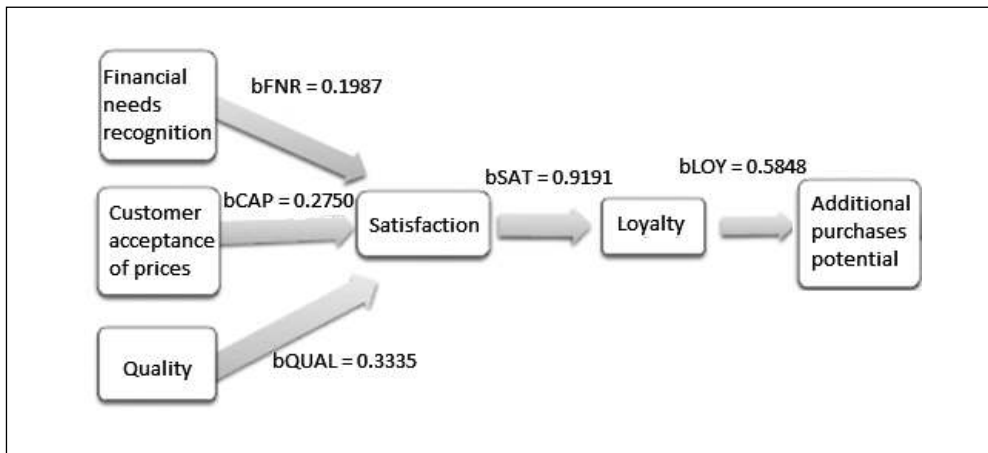 Financial
needs
recognition
bFNR = 0.1987
Customer
acceptance
of prices
bCAP = 0.2750
Quality
bQUAL = 0.3335
Satisfaction
bSAT = 0.9191
Loyalty
bLOY = 0.5848
Additional
purchases
potential